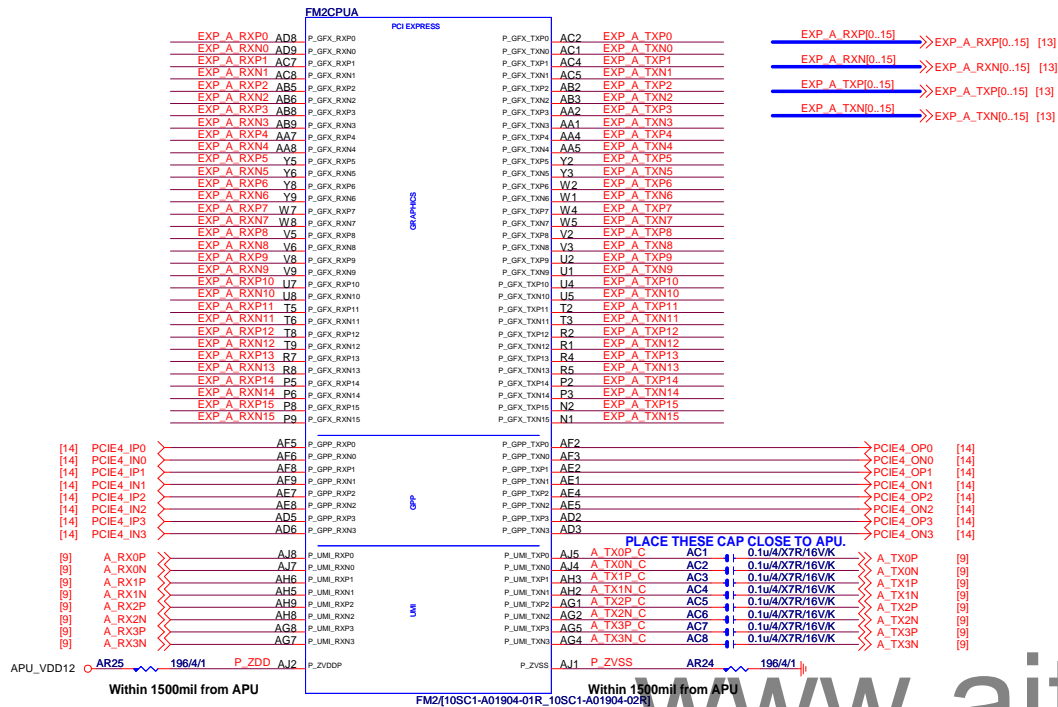 FM2CPUA
PCI EXPRESS
EXP_A_RXP0 AD8 P_GFX_RXP0 P_GFX_TXP0 AC2 EXP_A_TXP0
EXP_A_RXN0 AD9 P_GFX_RXN0 P_GFX_TXN0 AC1 EXP_A_TXN0
EXP_A_RXP1 AC7 P_GFX_RXP1 P_GFX_TXP1 AC4 EXP_A_TXP1
EXP_A_RXN1 AC8 P_GFX_RXN1 P_GFX_TXN1 AC5 EXP_A_TXN1
EXP_A_RXP2 AB5 P_GFX_RXP2 P_GFX_TXP2 AB2 EXP_A_TXP2
EXP_A_RXN2 AB6 P_GFX_RXN2 P_GFX_TXN2 AB3 EXP_A_TXN2
EXP_A_RXP3 AB8 P_GFX_RXP3 P_GFX_TXP3 AA2 EXP_A_TXP3
EXP_A_RXN3 AB9 P_GFX_RXN3 P_GFX_TXN3 AA1 EXP_A_TXN3
EXP_A_RXP4 AA7 P_GFX_RXP4 P_GFX_TXP4 AA4 EXP_A_TXP4
EXP_A_RXN4 AA8 P_GFX_RXN4 P_GFX_TXN4 AA5 EXP_A_TXN4
EXP_A_RXP5 Y5 P_GFX_RXP5 P_GFX_TXP5 Y2 EXP_A_TXP5
EXP_A_RXN5 Y6 P_GFX_RXN5 P_GFX_TXN5 Y3 EXP_A_TXN5
EXP_A_RXP6 Y8 P_GFX_RXP6 P_GFX_TXP6 W2 EXP_A_TXP6
EXP_A_RXN6 Y9 P_GFX_RXN6 P_GFX_TXN6 W1 EXP_A_TXN6
EXP_A_RXP7 W7 P_GFX_RXP7 P_GFX_TXP7 W4 EXP_A_TXP7
EXP_A_RXN7 W8 P_GFX_RXN7 P_GFX_TXN7 W5 EXP_A_TXN7
EXP_A_RXP8 V5 P_GFX_RXP8 P_GFX_TXP8 V2 EXP_A_TXP8
EXP_A_RXN8 V6 P_GFX_RXN8 P_GFX_TXN8 V3 EXP_A_TXN8
EXP_A_RXP9 V8 P_GFX_RXP9 P_GFX_TXP9 U2 EXP_A_TXP9
EXP_A_RXN9 V9 P_GFX_RXN9 P_GFX_TXN9 U1 EXP_A_TXN9
EXP_A_RXP10 U7 P_GFX_RXP10 P_GFX_TXP10 U4 EXP_A_TXP10
EXP_A_RXN10 U8 P_GFX_RXN10 P_GFX_TXN10 U5 EXP_A_TXN10
EXP_A_RXP11 T5 P_GFX_RXP11 P_GFX_TXP11 T2 EXP_A_TXP11
EXP_A_RXN11 T6 P_GFX_RXN11 P_GFX_TXN11 T3 EXP_A_TXN11
EXP_A_RXP12 T8 P_GFX_RXP12 P_GFX_TXP12 R2 EXP_A_TXP12
EXP_A_RXN12 T9 P_GFX_RXN12 P_GFX_TXN12 R1 EXP_A_TXN12
EXP_A_RXP13 R7 P_GFX_RXP13 P_GFX_TXP13 R4 EXP_A_TXP13
EXP_A_RXN13 R8 P_GFX_RXN13 P_GFX_TXN13 R5 EXP_A_TXN13
EXP_A_RXP14 P5 P_GFX_RXP14 P_GFX_TXP14 P2 EXP_A_TXP14
EXP_A_RXN14 P6 P_GFX_RXN14 P_GFX_TXN14 P3 EXP_A_TXN14
EXP_A_RXP15 P8 P_GFX_RXP15 P_GFX_TXP15 N2 EXP_A_TXP15
EXP_A_RXN15 P9 P_GFX_RXN15 P_GFX_TXN15 N1 EXP_A_TXN15
GRAPHICS
EXP_A_RXP[0..15] EXP_A_RXP[0..15] [13]
EXP_A_RXN[0..15] EXP_A_RXN[0..15] [13]
EXP_A_TXP[0..15] EXP_A_TXP[0..15] [13]
EXP_A_TXN[0..15] EXP_A_TXN[0..15] [13]
[14] PCIE4_IP0 AF5 P_GPP_RXP0 P_GPP_TXP0 AF2 PCIE4_OP0 [14]
[14] PCIE4_IN0 AF6 P_GPP_RXN0 P_GPP_TXN0 AF3 PCIE4_ON0 [14]
[14] PCIE4_IP1 AF8 P_GPP_RXP1 P_GPP_TXP1 AE2 PCIE4_OP1 [14]
[14] PCIE4_IN1 AF9 P_GPP_RXN1 P_GPP_TXN1 AE1 PCIE4_ON1 [14]
[14] PCIE4_IP2 AE7 P_GPP_RXP2 P_GPP_TXP2 AE4 PCIE4_OP2 [14]
[14] PCIE4_IN2 AE8 P_GPP_RXN2 P_GPP_TXN2 AE5 PCIE4_ON2 [14]
[14] PCIE4_IP3 AD5 P_GPP_RXP3 P_GPP_TXP3 AD2 PCIE4_OP3 [14]
[14] PCIE4_IN3 AD6 P_GPP_RXN3 P_GPP_TXN3 AD3 PCIE4_ON3 [14]
GPP
PLACE THESE CAP CLOSE TO APU.
[9] A_RX0P AJ8 P_UMI_RXP0 P_UMI_TXP0 AJ5 A_TX0P_C AC1 0.1u/4/X7R/16V/K A_TX0P [9]
[9] A_RX0N AJ7 P_UMI_RXN0 P_UMI_TXN0 AJ4 A_TX0N_C AC2 0.1u/4/X7R/16V/K A_TX0N [9]
[9] A_RX1P AH6 P_UMI_RXP1 P_UMI_TXP1 AH3 A_TX1P_C AC3 0.1u/4/X7R/16V/K A_TX1P [9]
[9] A_RX1N AH5 P_UMI_RXN1 P_UMI_TXN1 AH2 A_TX1N_C AC4 0.1u/4/X7R/16V/K A_TX1N [9]
[9] A_RX2P AH9 P_UMI_RXP2 P_UMI_TXP2 AG1 A_TX2P_C AC5 0.1u/4/X7R/16V/K A_TX2P [9]
[9] A_RX2N AH8 P_UMI_RXN2 P_UMI_TXN2 AG2 A_TX2N_C AC6 0.1u/4/X7R/16V/K A_TX2N [9]
[9] A_RX3P AG8 P_UMI_RXP3 P_UMI_TXP3 AG5 A_TX3P_C AC7 0.1u/4/X7R/16V/K A_TX3P [9]
[9] A_RX3N AG7 P_UMI_RXN3 P_UMI_TXN3 AG4 A_TX3N_C AC8 0.1u/4/X7R/16V/K A_TX3N [9]
UMI
APU_VDD12 AR25 196/4/1 P_ZDD AJ2 P_ZVDDP P_ZVSS AJ1 P_ZVSS AR24 196/4/1
Within 1500mil from APU Within 1500mil from APU
FM2/[10SC1-A01904-01R_10SC1-A01904-02R]